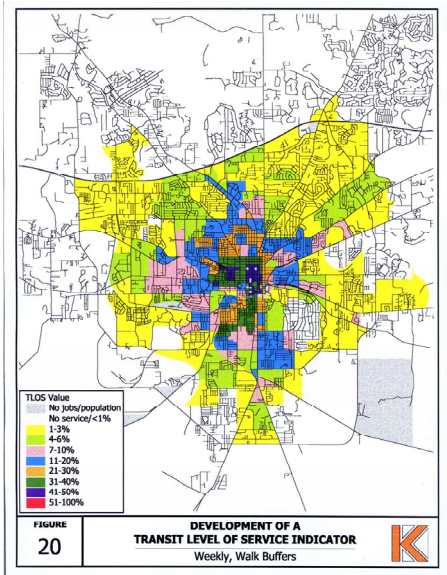 TLOS Value
No jobs/population
No service/<1%
1-3%
4-6%
7-10%
11-20%
21-30%
31-40%
41-50%
51-100%
FIGURE
20
DEVELOPMENT OF A
TRANSIT LEVEL OF SERVICE INDICATOR
Weekly, Walk Buffers
K